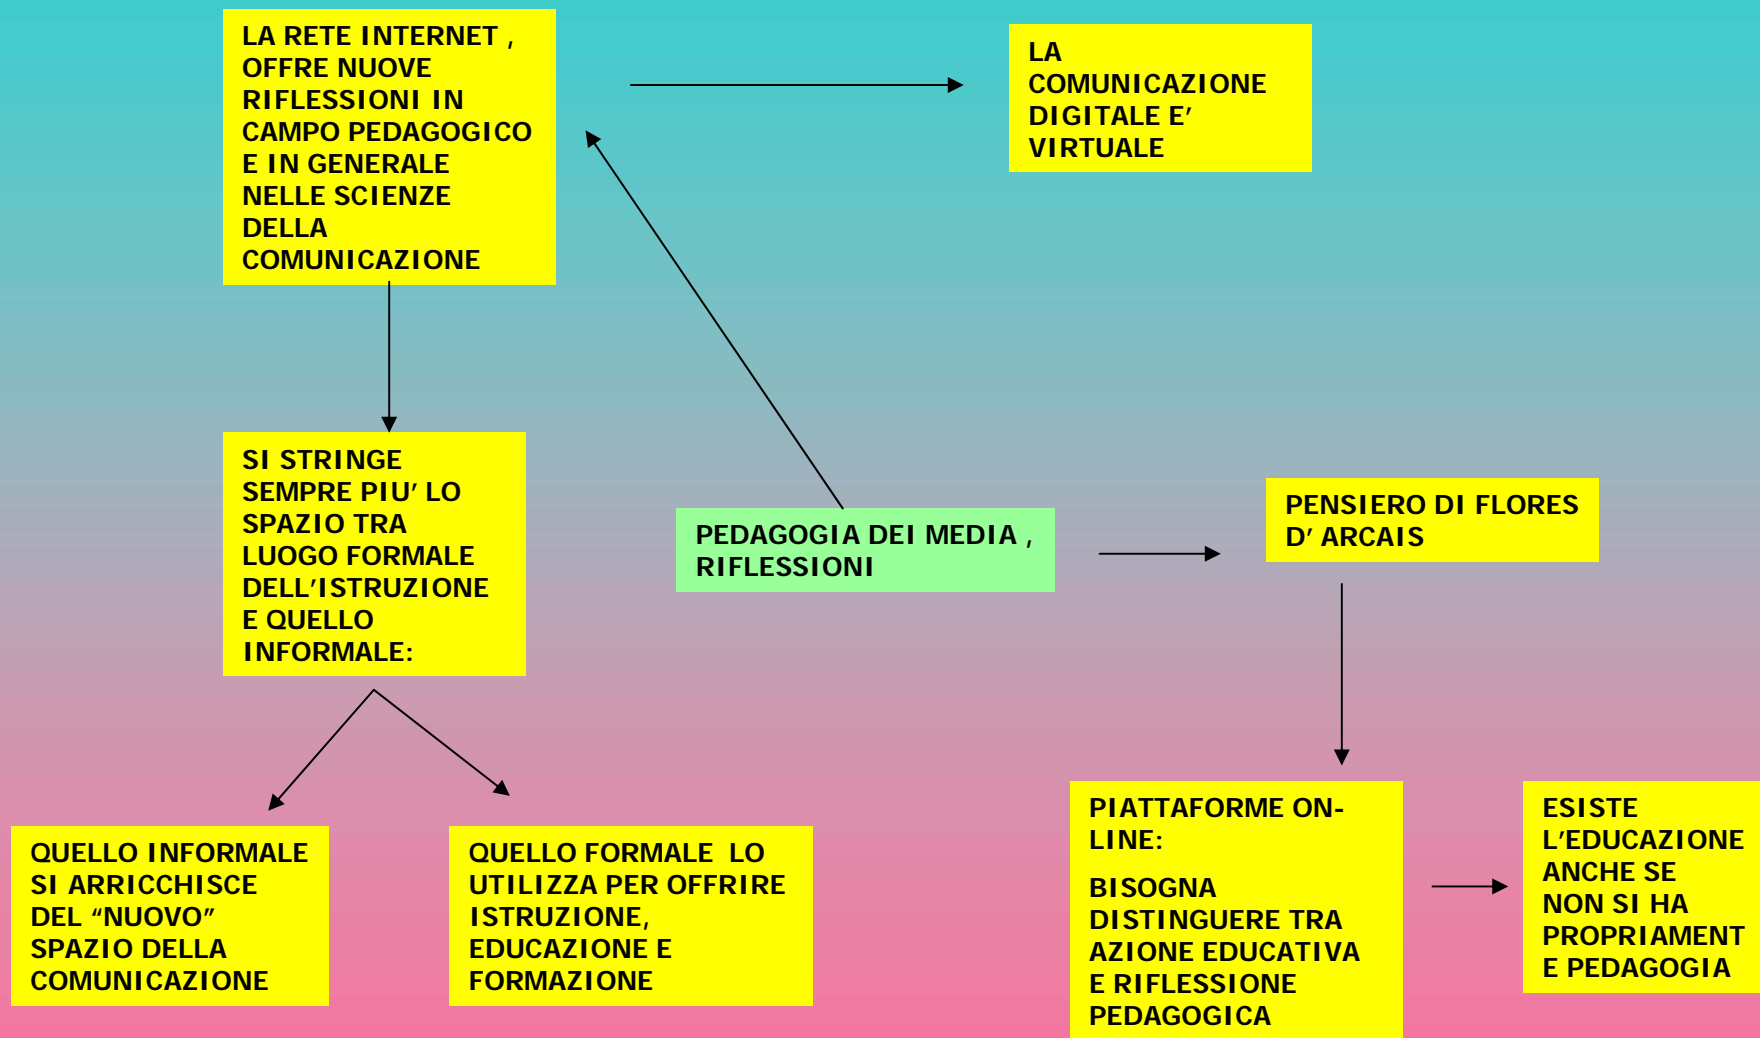 LA RETE INTERNET ,
OFFRE NUOVE
RIFLESSIONI IN
CAMPO PEDAGOGICO
E IN GENERALE
NELLE SCIENZE
DELLA
COMUNICAZIONE
LA
COMUNICAZIONE
DIGITALE E’
VIRTUALE
SI STRINGE
SEMPRE PIU’ LO
SPAZIO TRA
LUOGO FORMALE
DELL’ISTRUZIONE
E QUELLO
INFORMALE:
PEDAGOGIA DEI MEDIA ,
RIFLESSIONI
PENSIERO DI FLORES
D’ ARCAIS
QUELLO INFORMALE
SI ARRICCHISCE
DEL “NUOVO”
SPAZIO DELLA
COMUNICAZIONE
QUELLO FORMALE LO
UTILIZZA PER OFFRIRE
ISTRUZIONE,
EDUCAZIONE E
FORMAZIONE
PIATTAFORME ON-
LINE:
BISOGNA
DISTINGUERE TRA
AZIONE EDUCATIVA
E RIFLESSIONE
PEDAGOGICA
ESISTE
L’EDUCAZIONE
ANCHE SE
NON SI HA
PROPRIAMENT
E PEDAGOGIA